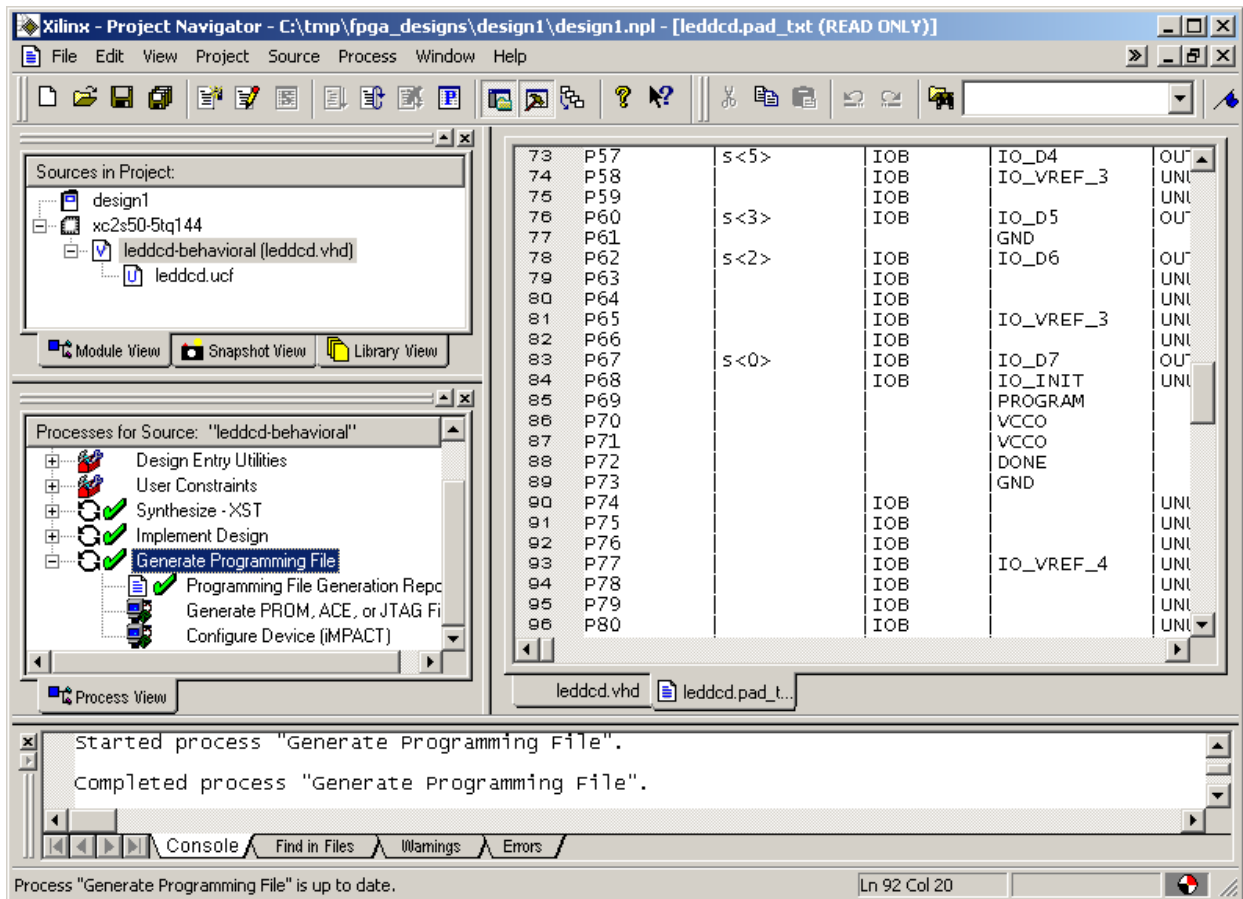 Xilinx - Project Navigator - C:\tmp\fpga_designs\design1\design1.npl - [leddcd.pad_txt (READ ONLY)]
File Edit View Project Source Process Window Help
Sources in Project:
design1
xc2s50-5tq144
leddcd-behavioral (leddcd.vhd)
leddcd.ucf
Module View Snapshot View Library View
Processes for Source: "leddcd-behavioral"
Design Entry Utilities
User Constraints
Synthesize - XST
Implement Design
Generate Programming File
Programming File Generation Repc
Generate PROM, ACE, or JTAG Fi
Configure Device (iMPACT)
Process View
73 P57 | s<5> | IOB | IO_D4 | OUT
74 P58 | | IOB | IO_VREF_3 | UNU
75 P59 | | IOB | | UNU
76 P60 | s<3> | IOB | IO_D5 | OUT
77 P61 | | | GND |
78 P62 | s<2> | IOB | IO_D6 | OUT
79 P63 | | IOB | | UNU
80 P64 | | IOB | | UNU
81 P65 | | IOB | IO_VREF_3 | UNU
82 P66 | | IOB | | UNU
83 P67 | s<0> | IOB | IO_D7 | OUT
84 P68 | | IOB | IO_INIT | UNU
85 P69 | | | PROGRAM |
86 P70 | | | VCCO |
87 P71 | | | VCCO |
88 P72 | | | DONE |
89 P73 | | | GND |
90 P74 | | IOB | | UNU
91 P75 | | IOB | | UNU
92 P76 | | IOB | | UNU
93 P77 | | IOB | IO_VREF_4 | UNU
94 P78 | | IOB | | UNU
95 P79 | | IOB | | UNU
96 P80 | | IOB | | UNU
leddcd.vhd leddcd.pad_t...
Started process "Generate Programming File".
Completed process "Generate Programming File".
Console Find in Files Warnings Errors
Process "Generate Programming File" is up to date. Ln 92 Col 20